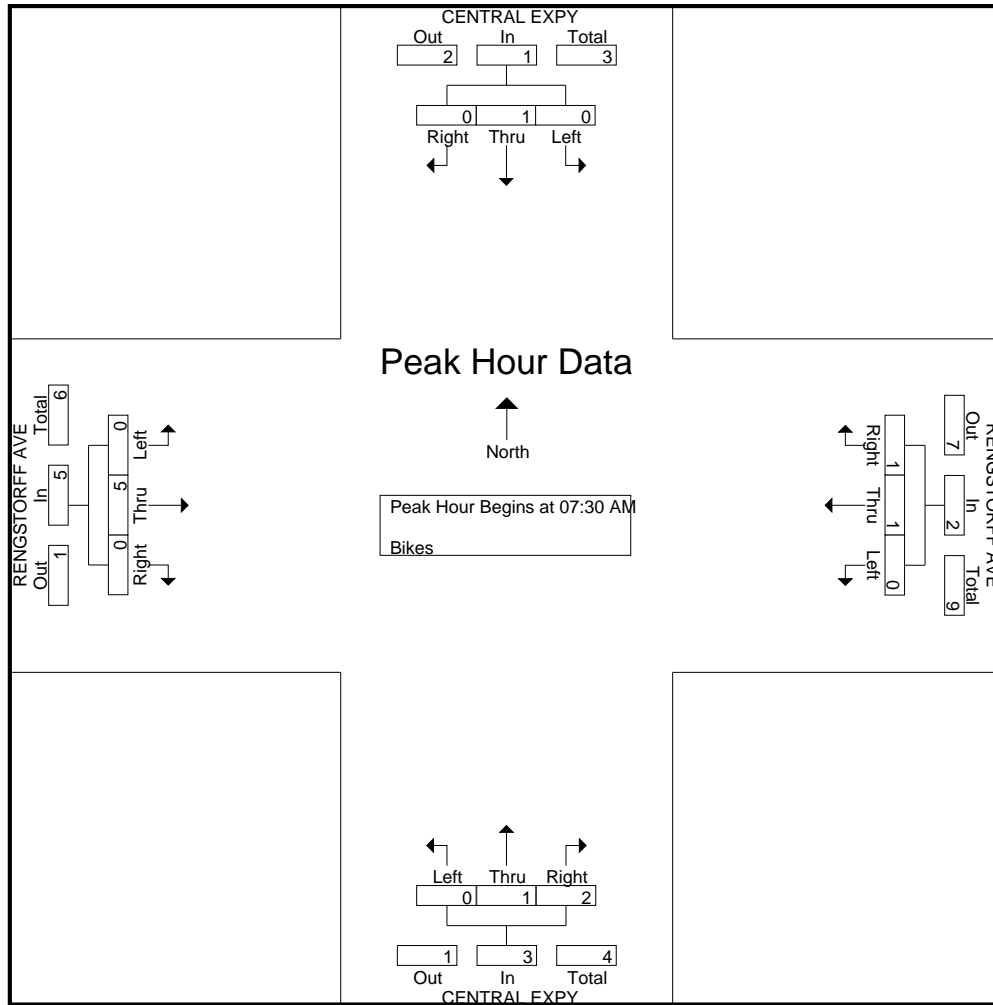 CENTRAL EXPY
Out In Total
2 1 3
0 1 0
Right Thru Left
Peak Hour Data
North
Peak Hour Begins at 07:30 AM
Bikes
RENGSTORFF AVE
Out In Total
1 5 6
0 5 0
Right Thru Left
RENGSTORFF AVE
Out In Total
7 2 9
1 1 0
Right Thru Left
Left Thru Right
0 1 2
1 3 4
Out In Total
CENTRAL EXPY